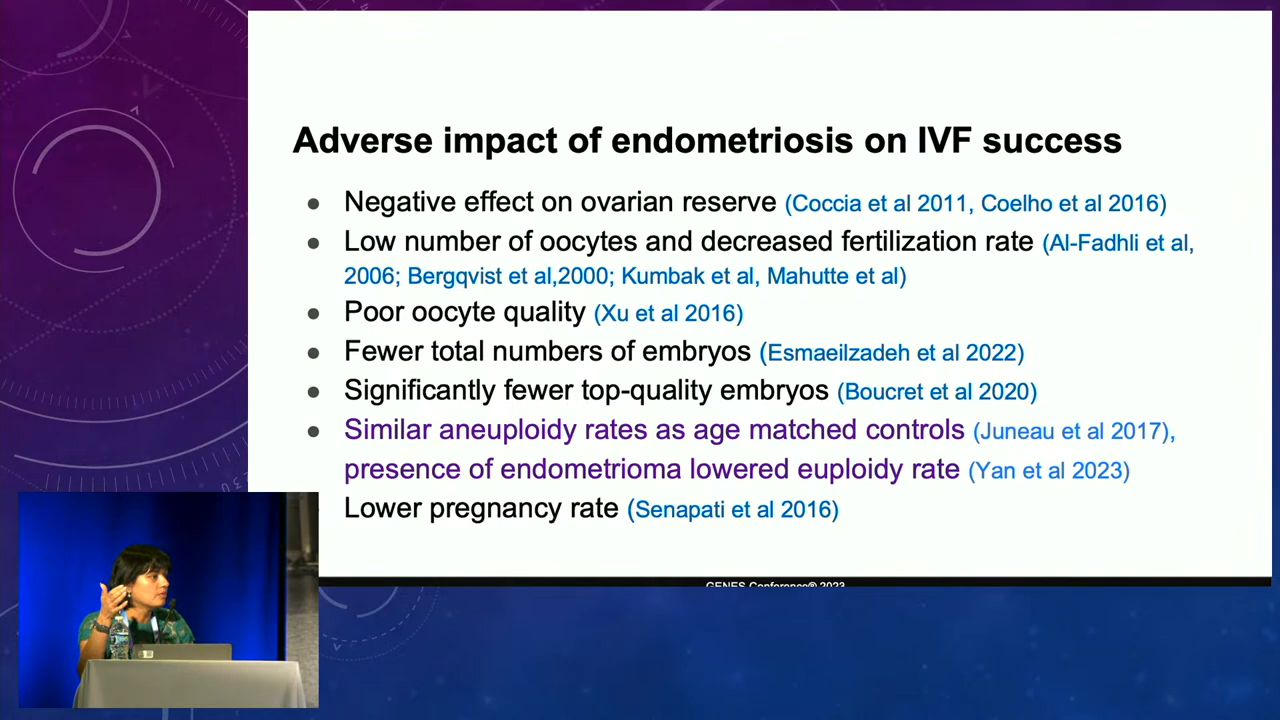 Adverse impact of endometriosis on IVF success
● Negative effect on ovarian reserve (Coccia et al 2011, Coelho et al 2016)
● Low number of oocytes and decreased fertilization rate (Al-Fadhli et al,
2006; Bergqvist et al,2000; Kumbak et al, Mahutte et al)
● Poor oocyte quality (Xu et al 2016)
● Fewer total numbers of embryos (Esmaeilzadeh et al 2022)
● Significantly fewer top-quality embryos (Boucret et al 2020)
● Similar aneuploidy rates as age matched controls (Juneau et al 2017),
presence of endometrioma lowered euploidy rate (Yan et al 2023)
Lower pregnancy rate (Senapati et al 2016)
GENES Conference® 2023